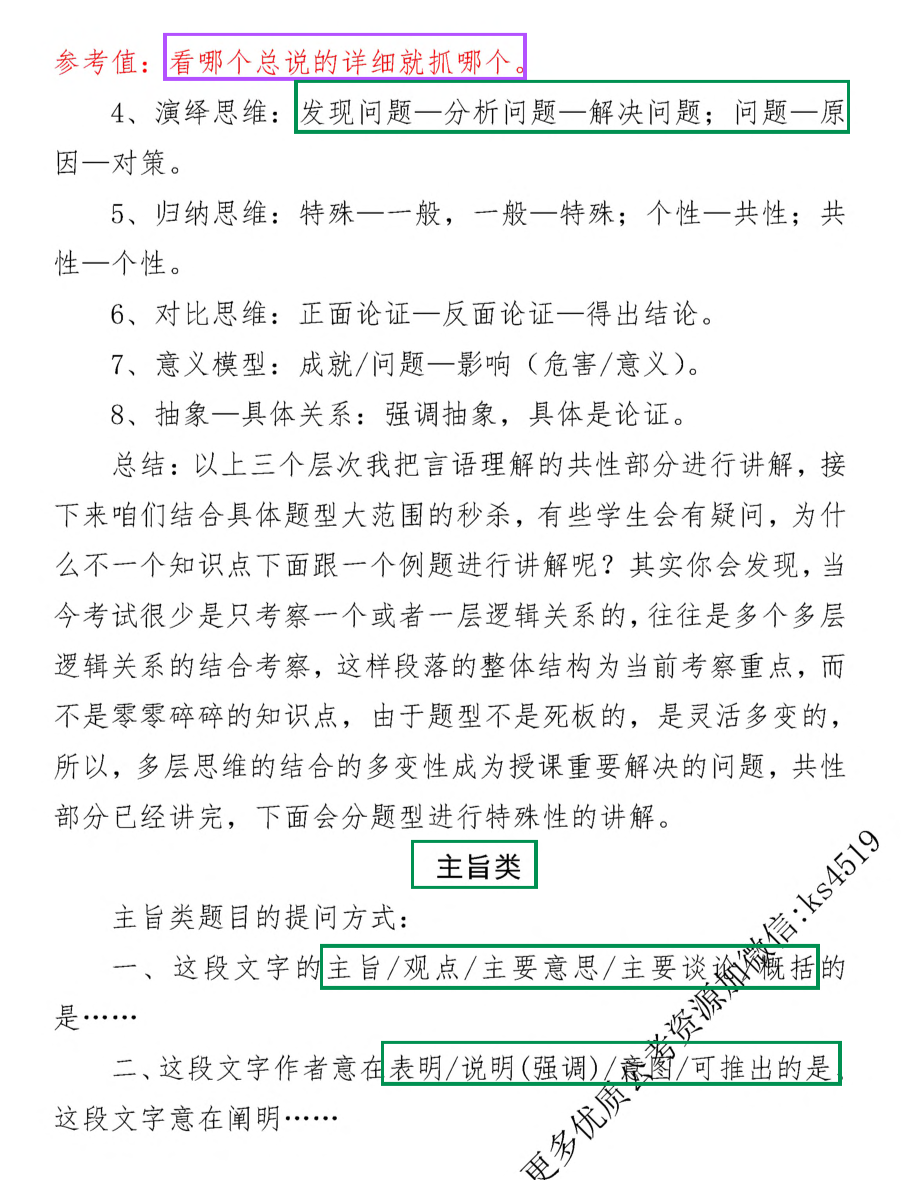 参考值：看哪个总说的详细就抓哪个。
4、演绎思维：发现问题—分析问题—解决问题；问题—原
因—对策。
5、归纳思维：特殊—一般，一般—特殊；个性—共性；共
性—个性。
6、对比思维：正面论证—反面论证—得出结论。
7、意义模型：成就/问题—影响（危害/意义）。
8、抽象—具体关系：强调抽象，具体是论证。
总结：以上三个层次我把言语理解的共性部分进行讲解，接
下来咱们结合具体题型大范围的秒杀，有些学生会有疑问，为什
么不一个知识点下面跟一个例题进行讲解呢？其实你会发现，当
今考试很少是只考察一个或者一层逻辑关系的，往往是多个多层
逻辑关系的结合考察，这样段落的整体结构为当前考察重点，而
不是零零碎碎的知识点，由于题型不是死板的，是灵活多变的，
所以，多层思维的结合的多变性成为授课重要解决的问题，共性
部分已经讲完，下面会分题型进行特殊性的讲解。
主旨类
主旨类题目的提问方式：
一、这段文字的主旨/观点/主要意思/主要谈论/概括的
是……
二、这段文字作者意在表明/说明(强调)/意图/可推出的是，
这段文字意在阐明……
更多优质公考资源加微信:ks4519